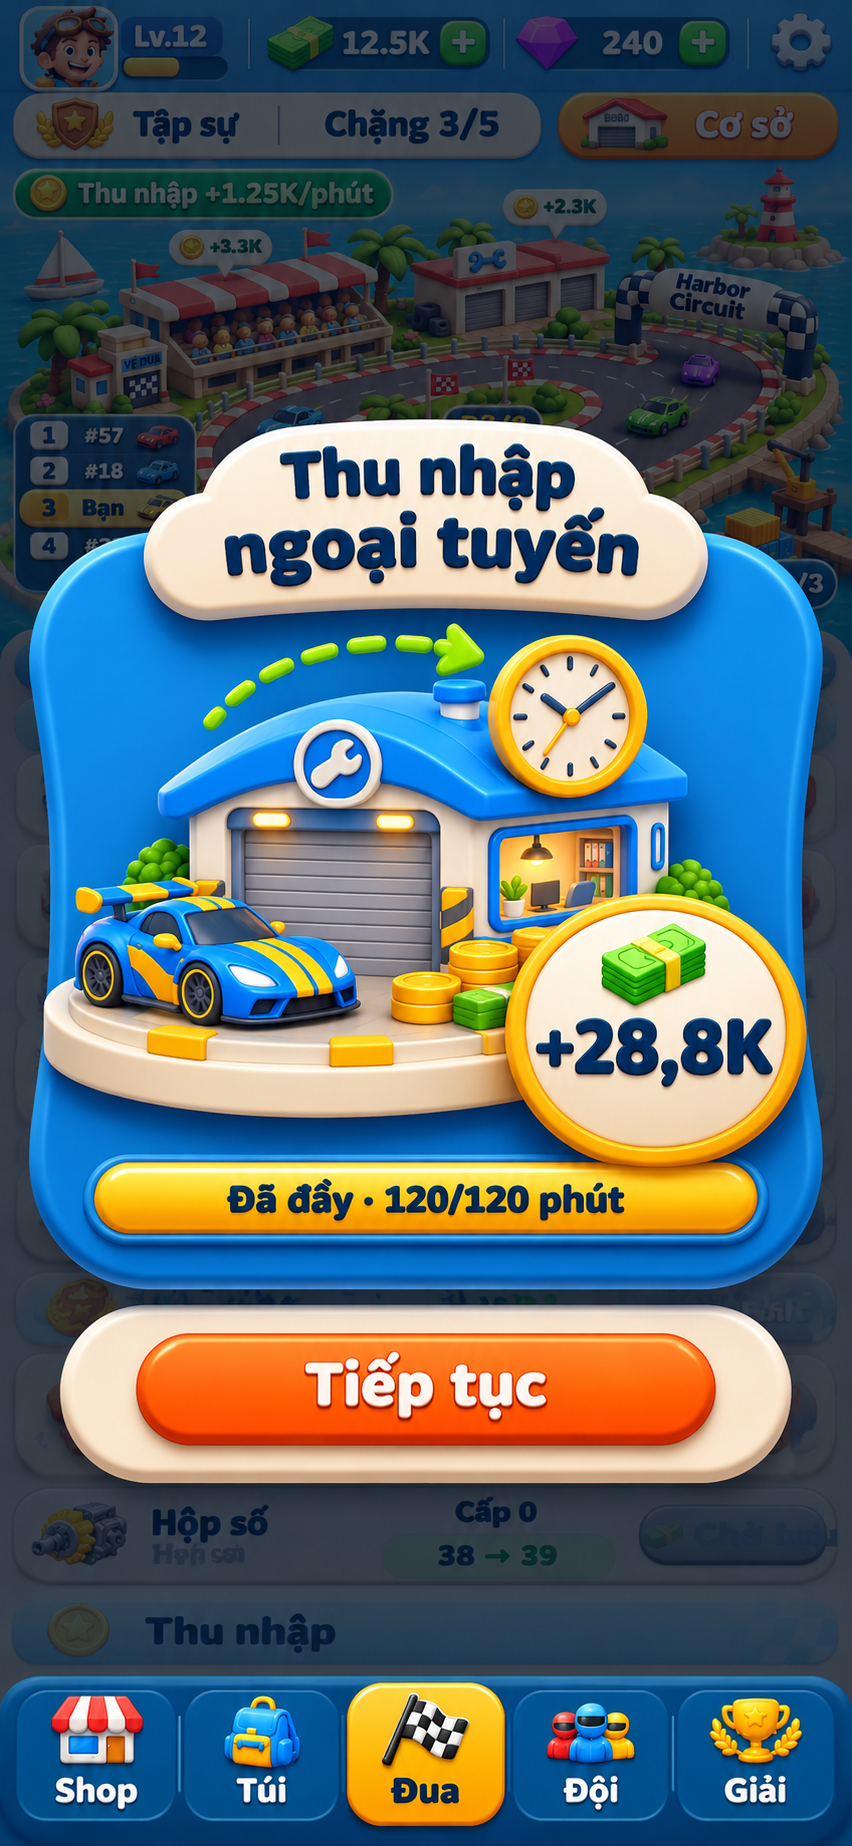 Lv.12
12.5K
240
Tập sự
Chặng 3/5
Cơ sở
Thu nhập +1.25K/phút
+2.3K
+3.3K
Harbor
Circuit
VÉ ĐUA
1 #57
2 #18
3 Bạn
4
/3
Thu nhập
ngoại tuyến
+28,8K
Đã đầy · 120/120 phút
Tiếp tục
Hộp số
Cấp 0
38 → 39
Thu nhập
Shop
Túi
Đua
Đội
Giải